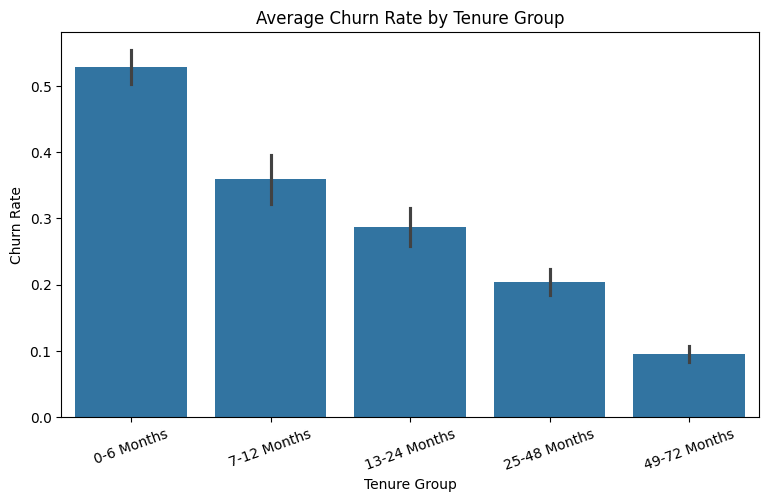 Average Churn Rate by Tenure Group
Churn Rate
0.5
0.4
0.3
0.2
0.1
0.0
0-6 Months
7-12 Months
13-24 Months
25-48 Months
49-72 Months
Tenure Group